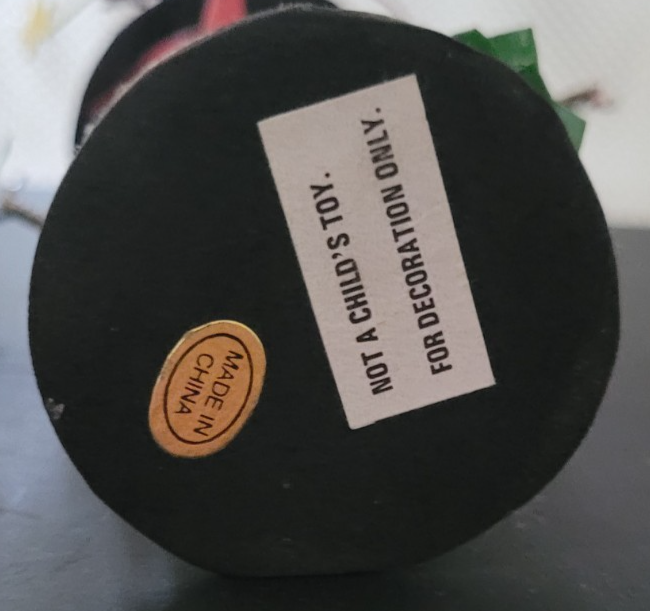 NOT A CHILD'S TOY.
FOR DECORATION ONLY.
MADE IN
CHINA